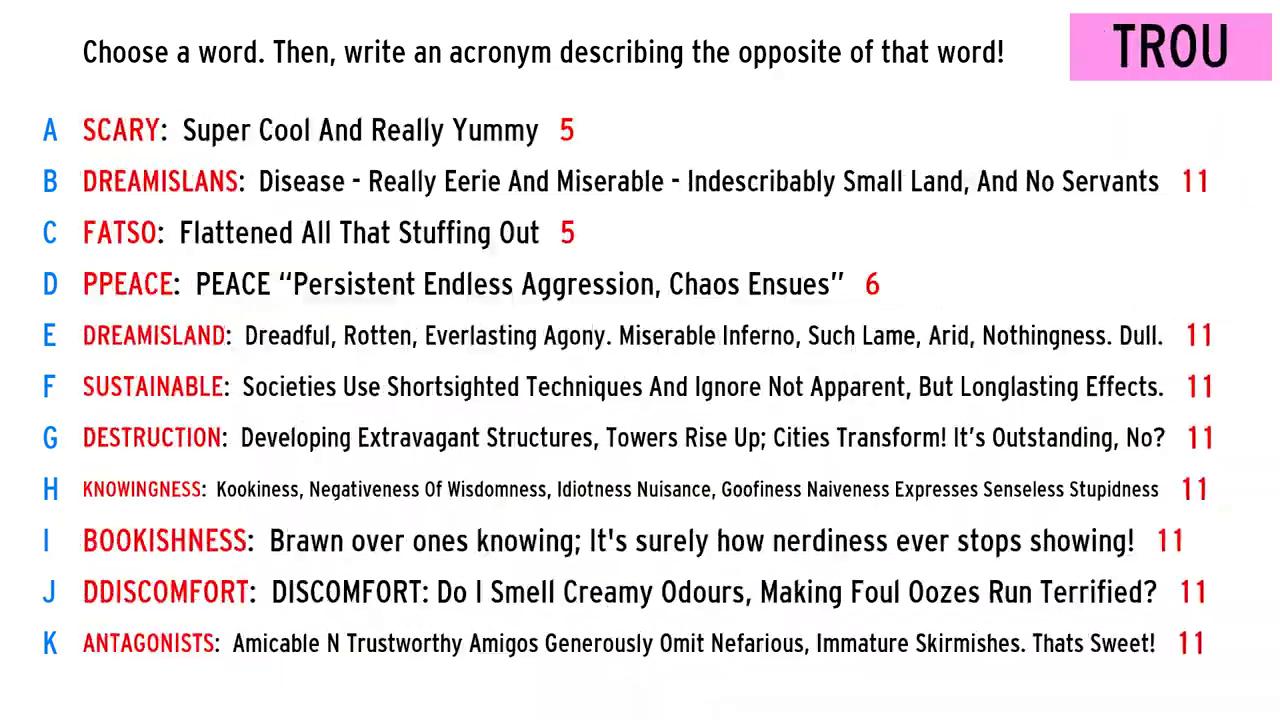 Choose a word. Then, write an acronym describing the opposite of that word!
TROU
A SCARY: Super Cool And Really Yummy 5
B DREAMISLANS: Disease - Really Eerie And Miserable - Indescribably Small Land, And No Servants 11
C FATSO: Flattened All That Stuffing Out 5
D PPEACE: PEACE “Persistent Endless Aggression, Chaos Ensues” 6
E DREAMISLAND: Dreadful, Rotten, Everlasting Agony. Miserable Inferno, Such Lame, Arid, Nothingness. Dull. 11
F SUSTAINABLE: Societies Use Shortsighted Techniques And Ignore Not Apparent, But Longlasting Effects. 11
G DESTRUCTION: Developing Extravagant Structures, Towers Rise Up; Cities Transform! It’s Outstanding, No? 11
H KNOWINGNESS: Kookiness, Negativeness Of Wisdomness, Idiotness Nuisance, Goofiness Naiveness Expresses Senseless Stupidness 11
I BOOKISHNESS: Brawn over ones knowing; It's surely how nerdiness ever stops showing! 11
J DDISCOMFORT: DISCOMFORT: Do I Smell Creamy Odours, Making Foul Oozes Run Terrified? 11
K ANTAGONISTS: Amicable N Trustworthy Amigos Generously Omit Nefarious, Immature Skirmishes. Thats Sweet! 11